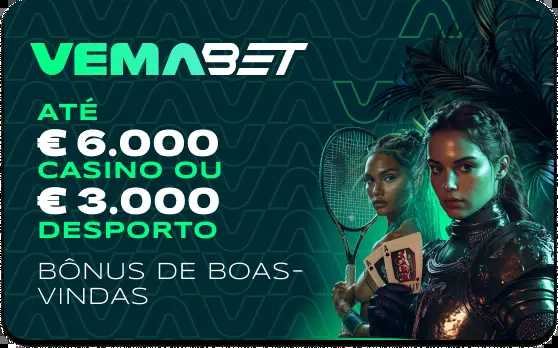 VEMABET
ATÉ
€ 6.000
CASINO OU
€ 3.000
DESPORTO
BÔNUS DE BOAS-
VINDAS